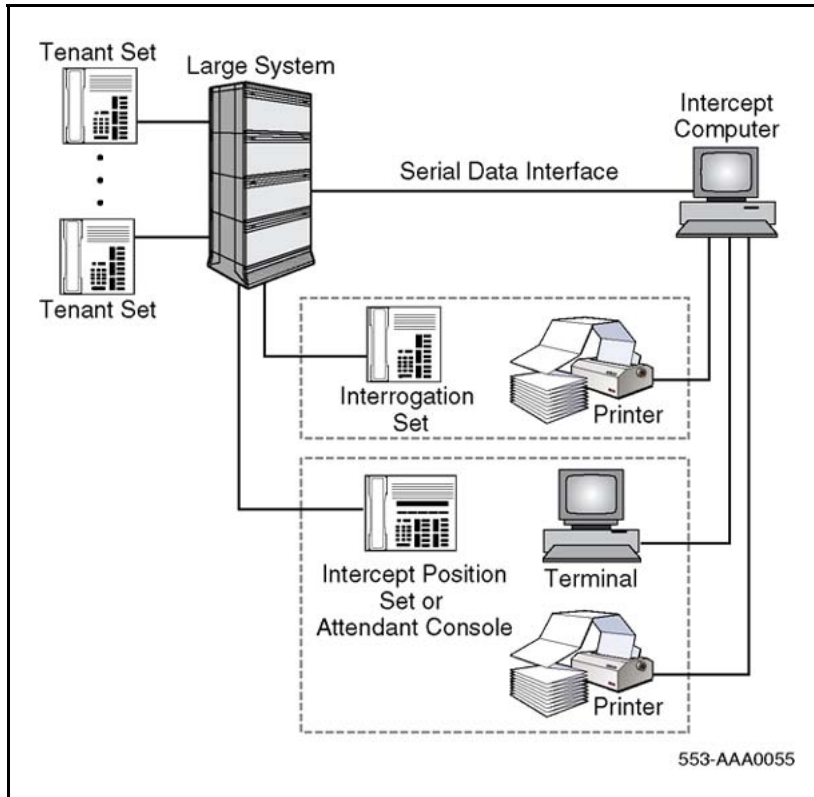 Tenant Set
Large System
Intercept
Computer
Serial Data Interface
Tenant Set
Interrogation
Set
Printer
Intercept Position
Set or
Attendant Console
Terminal
Printer
553-AAA0055